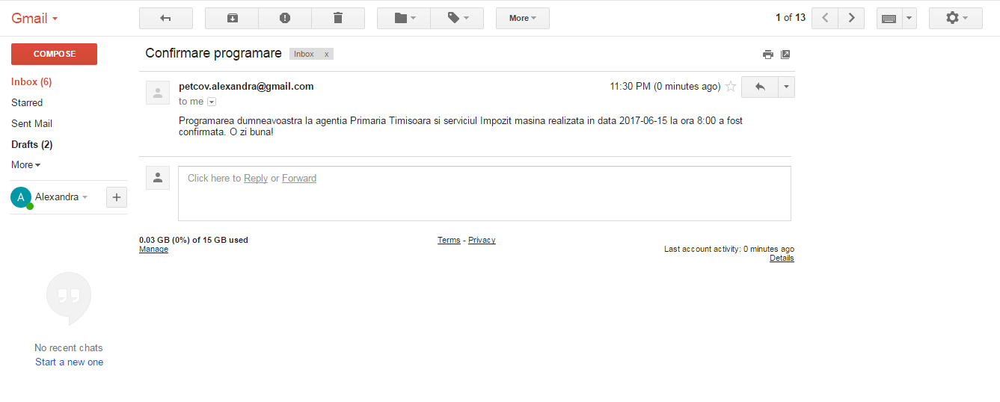 Gmail
More
1 of 13
COMPOSE
Confirmare programare
Inbox x
Inbox (6)
Starred
Sent Mail
Drafts (2)
More
A Alexandra
petcov.alexandra@gmail.com
11:30 PM (0 minutes ago)
to me
Programarea dumneavoastra la agentia Primaria Timisoara si serviciul Impozit masina realizata in data 2017-06-15 la ora 8:00 a fost
confirmata. O zi buna!
Click here to Reply or Forward
0.03 GB (0%) of 15 GB used
Manage
Terms - Privacy
Last account activity: 0 minutes ago
Details
No recent chats
Start a new one